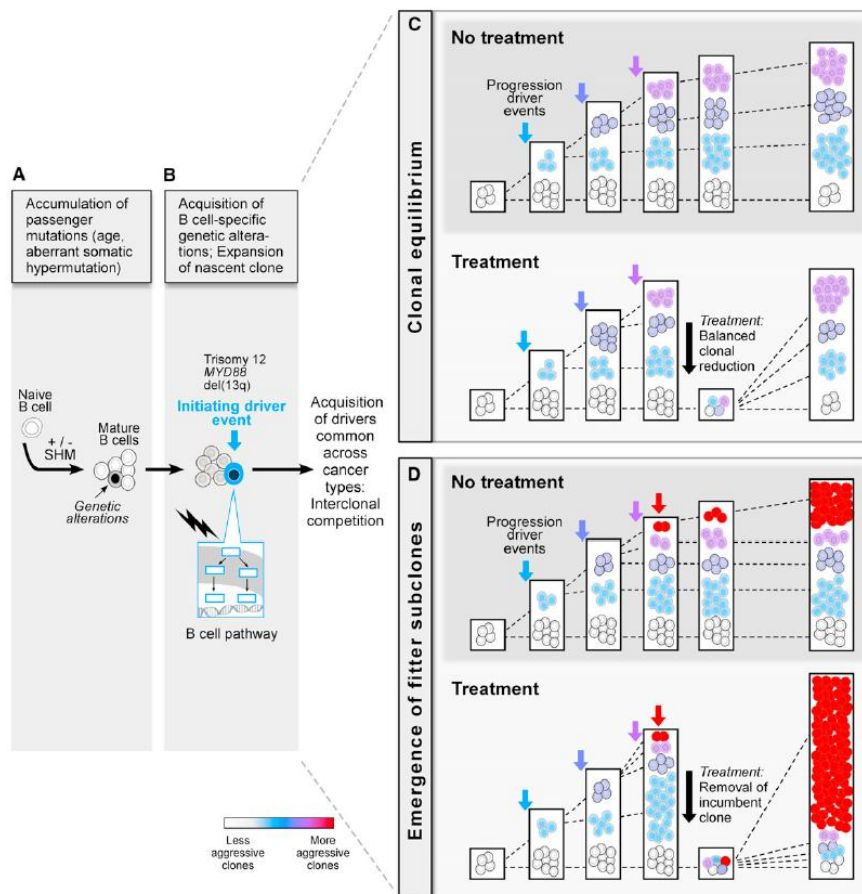 A
Accumulation of
passenger
mutations (age,
aberrant somatic
hypermutation)
Naive
B cell
+ / -
SHM
Mature
B cells
Genetic
alterations
B
Acquisition of
B cell-specific
genetic altera-
tions; Expansion
of nascent clone
Trisomy 12
MYD88
del(13q)
Initiating driver
event
B cell pathway
Acquisition
of drivers
common
across
cancer
types:
Interclonal
competition
Less
aggressive
clones
More
aggressive
clones
C
Clonal equilibrium
No treatment
Progression
driver
events
Treatment
Treatment:
Balanced
clonal
reduction
D
Emergence of fitter subclones
No treatment
Progression
driver
events
Treatment
Treatment:
Removal of
incumbent
clone